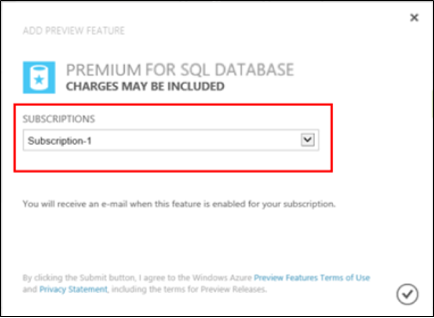 ADD PREVIEW FEATURE
PREMIUM FOR SQL DATABASE
CHARGES MAY BE INCLUDED
SUBSCRIPTIONS
Subscription-1
You will receive an e-mail when this feature is enabled for your subscription.
By clicking the Submit button, I agree to the Windows Azure Preview Features Terms of Use
and Privacy Statement, including the terms for Preview Releases.